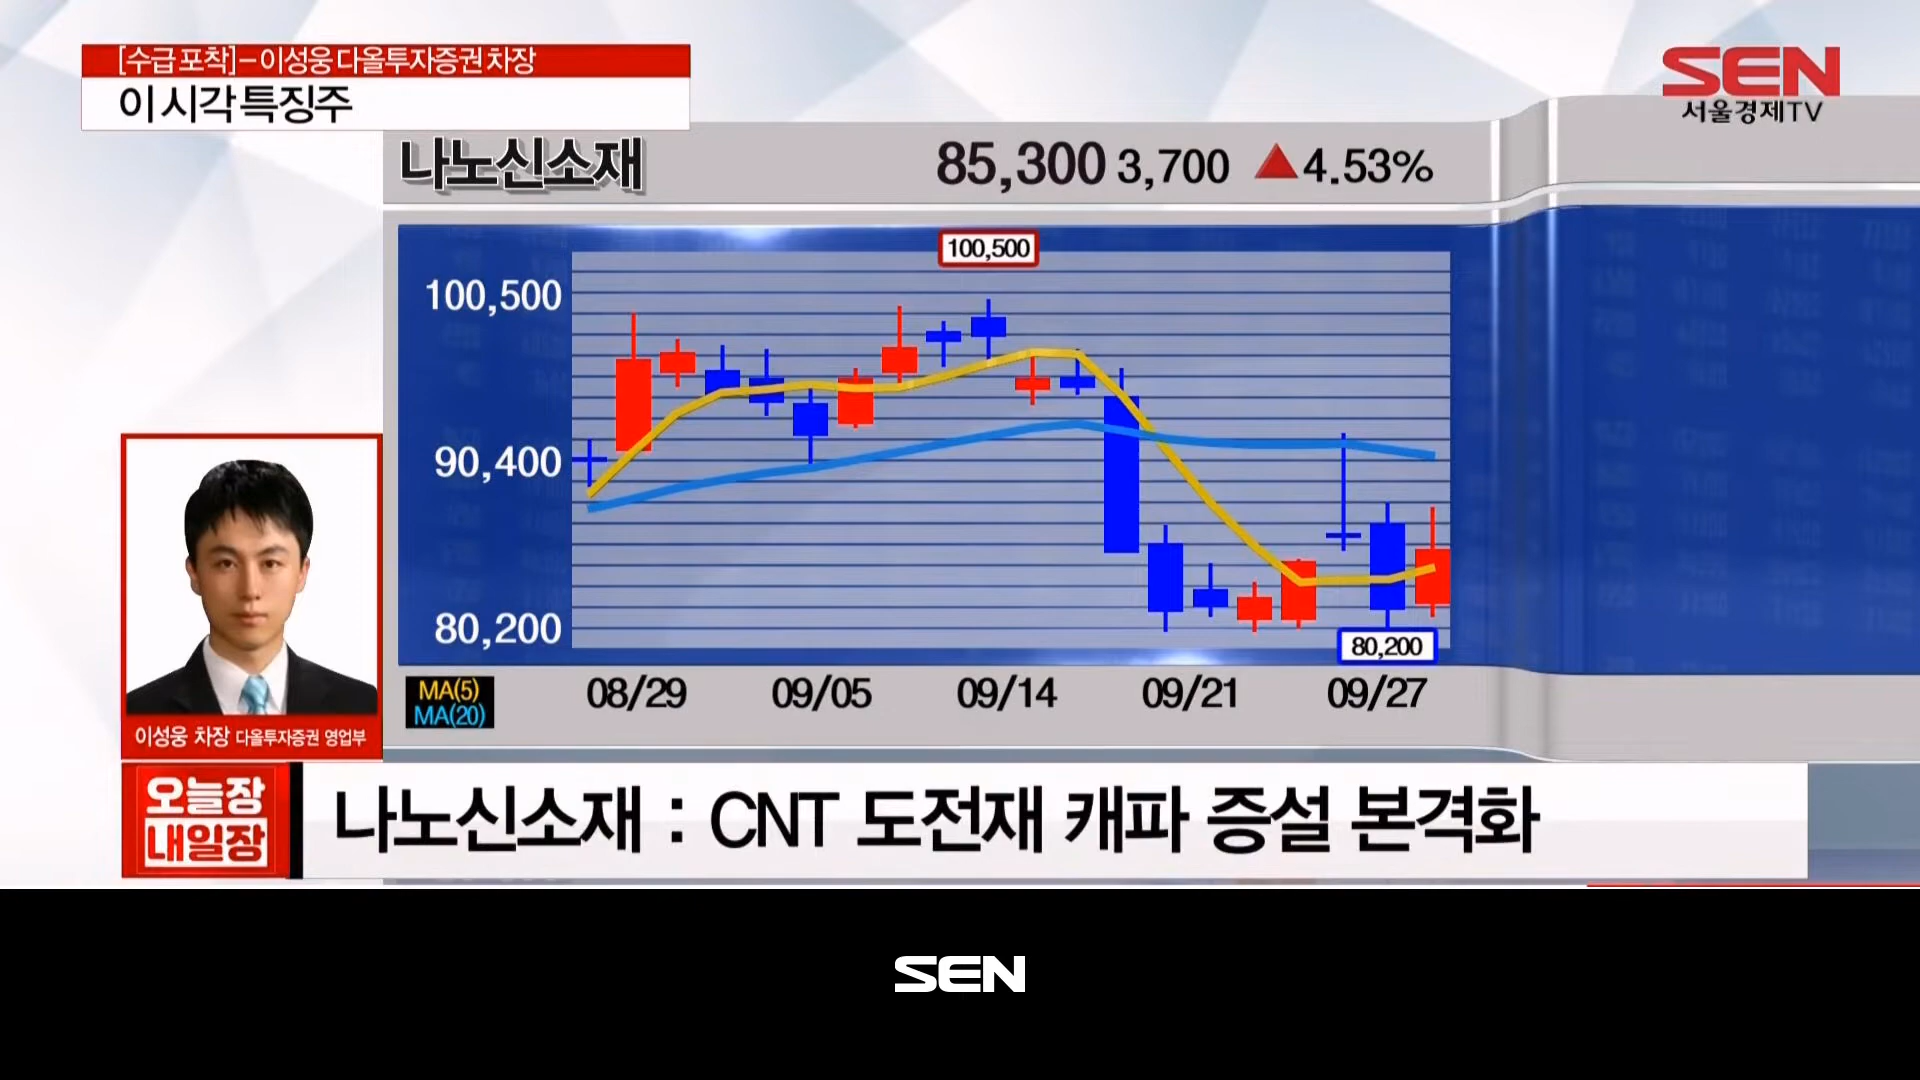 [수급 포착] - 이성웅 다올투자증권 차장
이 시각 특징주
SEN
서울경제TV
나노신소재 85,300 3,700 ▲4.53%
100,500
100,500
90,400
80,200
80,200
MA(5)
MA(20)
08/29 09/05 09/14 09/21 09/27
이성웅 차장 다올투자증권 영업부
오늘장
내일장
나노신소재 : CNT 도전재 캐파 증설 본격화
SEN